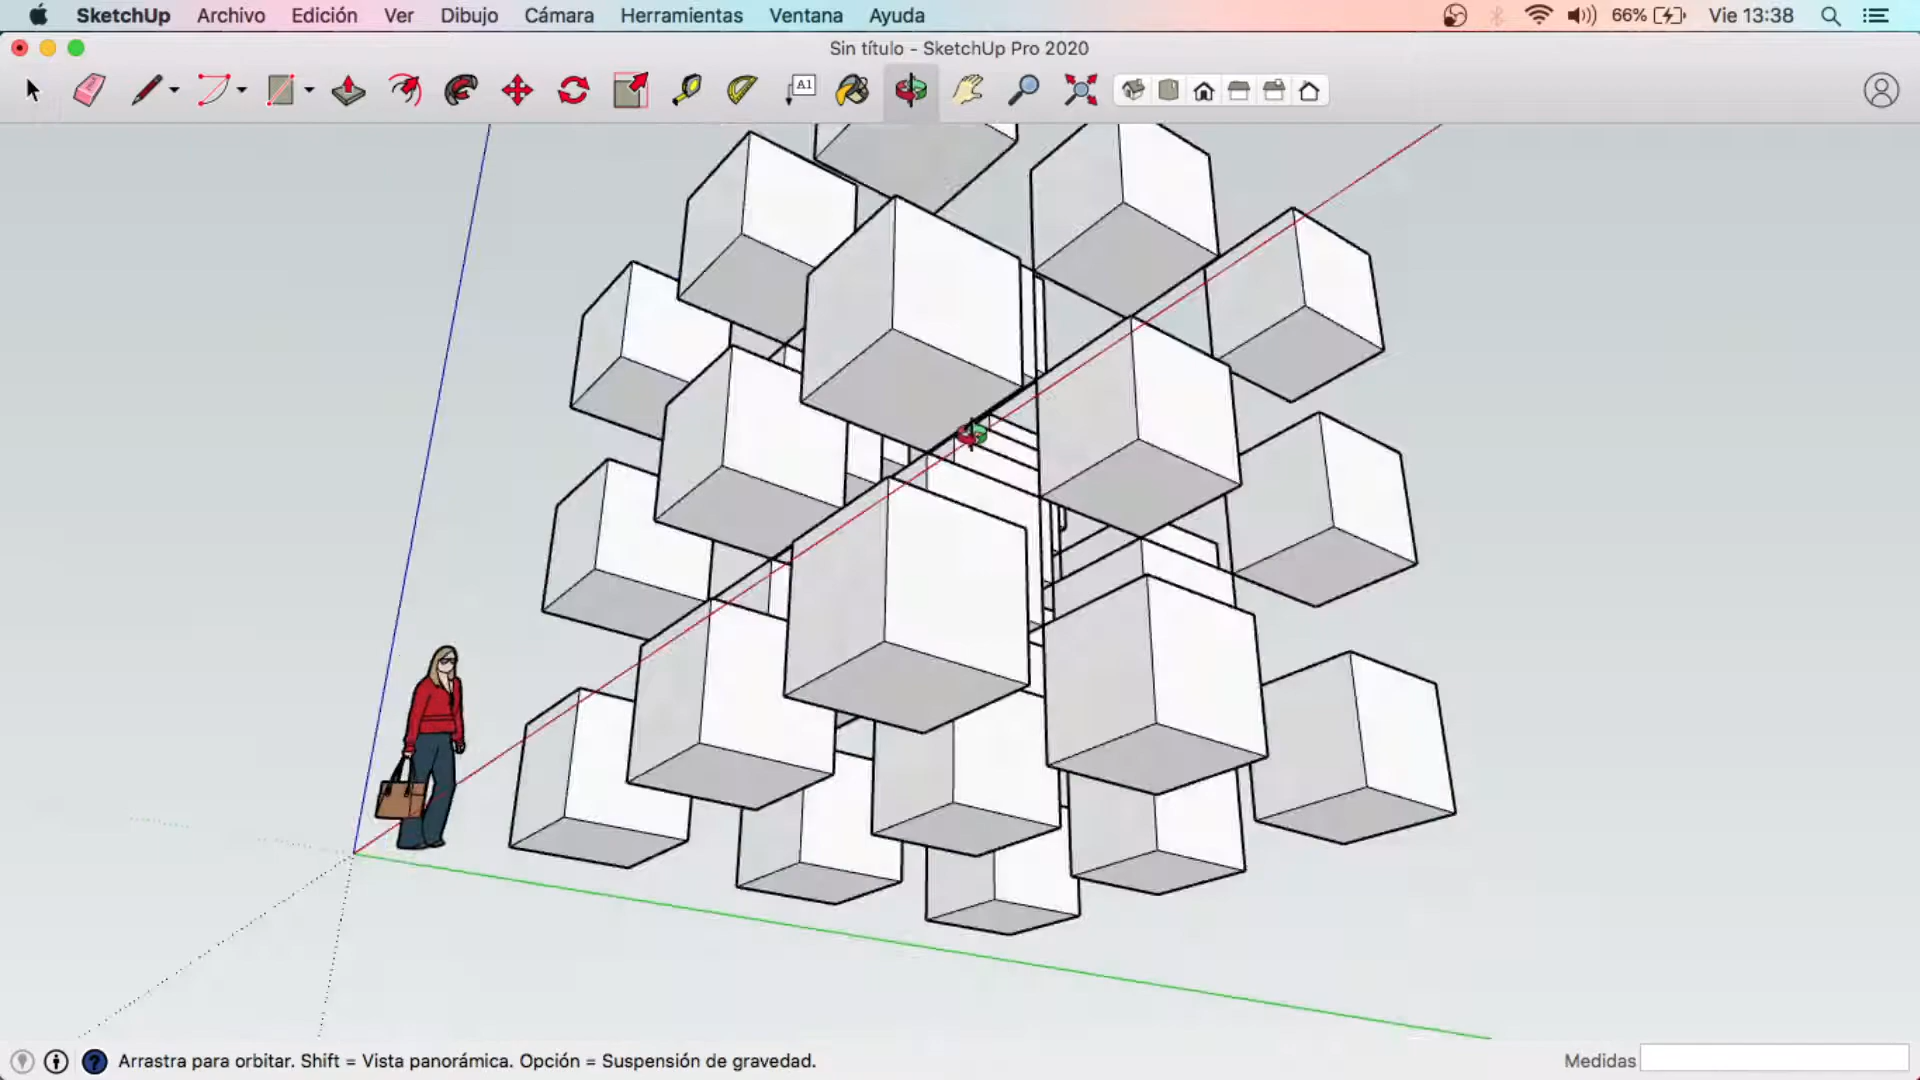 SketchUp Archivo Edición Ver Dibujo Cámara Herramientas Ventana Ayuda 66% Vie 13:38
Sin título - SketchUp Pro 2020
A1
Arrastra para orbitar. Shift = Vista panorámica. Opción = Suspensión de gravedad. Medidas